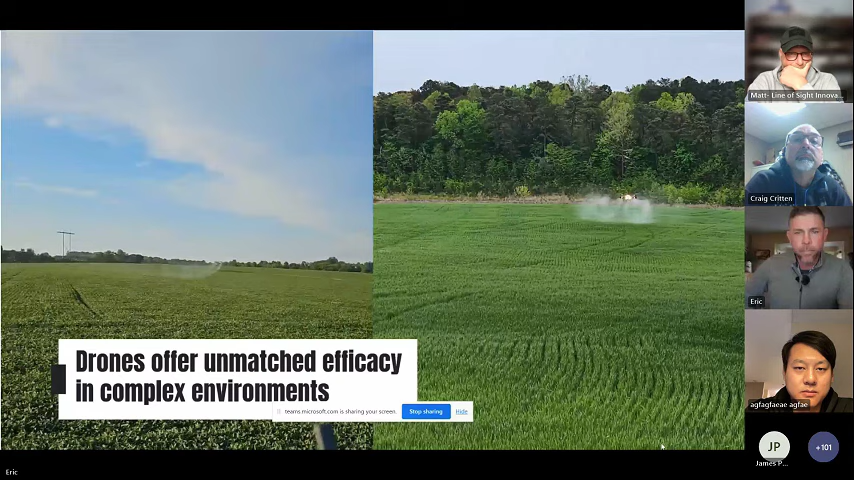 Matt- Line of Sight Innova...
Craig Critten
Eric
agfagfaeae agfae
JP
James P...
+101
Drones offer unmatched efficacy
in complex environments
teams.microsoft.com is sharing your screen.
Stop sharing
Hide
Eric